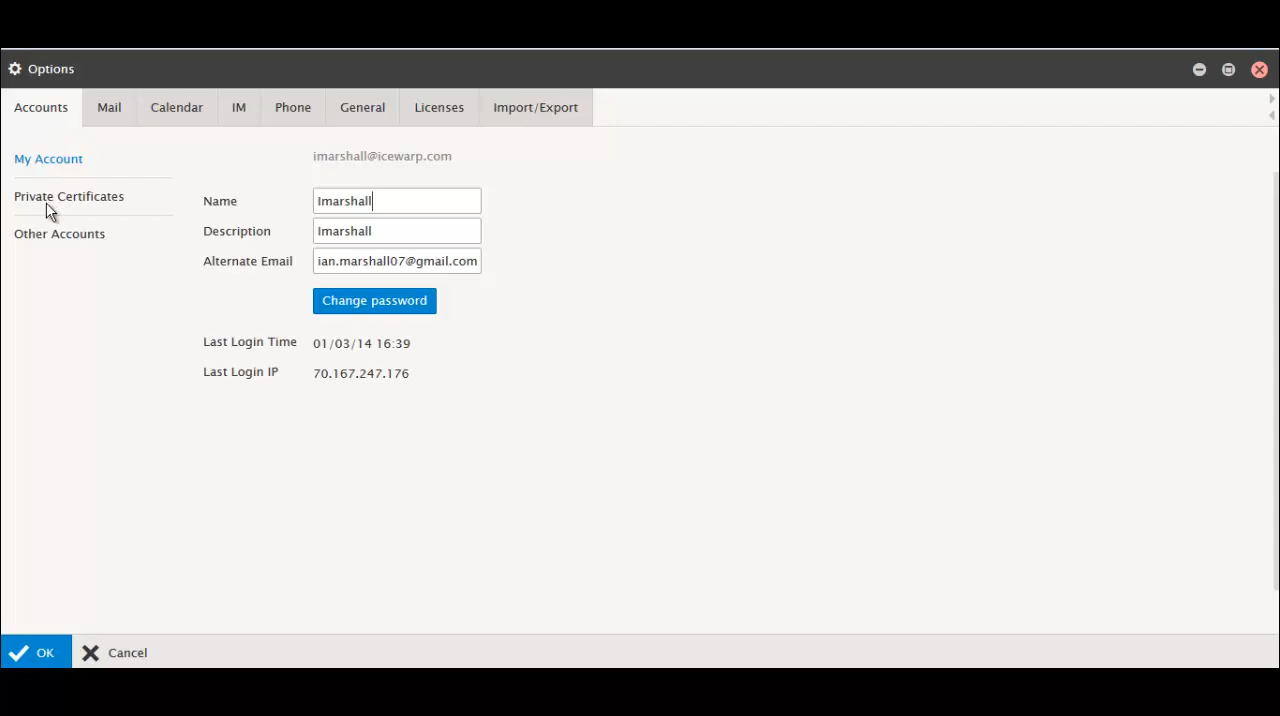 Options
Accounts Mail Calendar IM Phone General Licenses Import/Export
My Account
Private Certificates
Other Accounts
imarshall@icewarp.com
Name Imarshall
Description Imarshall
Alternate Email ian.marshall07@gmail.com
Change password
Last Login Time 01/03/14 16:39
Last Login IP 70.167.247.176
OK Cancel